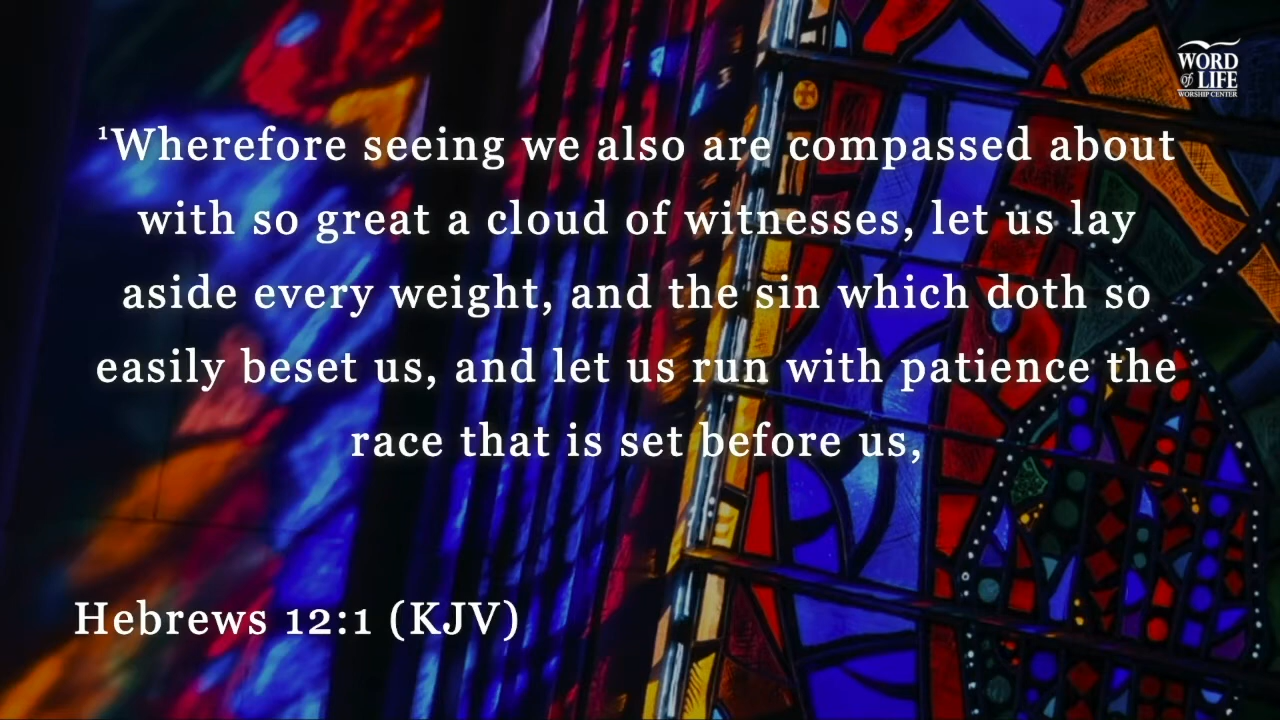 WORD
of LIFE
WORSHIP CENTER
¹Wherefore seeing we also are compassed about
with so great a cloud of witnesses, let us lay
aside every weight, and the sin which doth so
easily beset us, and let us run with patience the
race that is set before us,
Hebrews 12:1 (KJV)